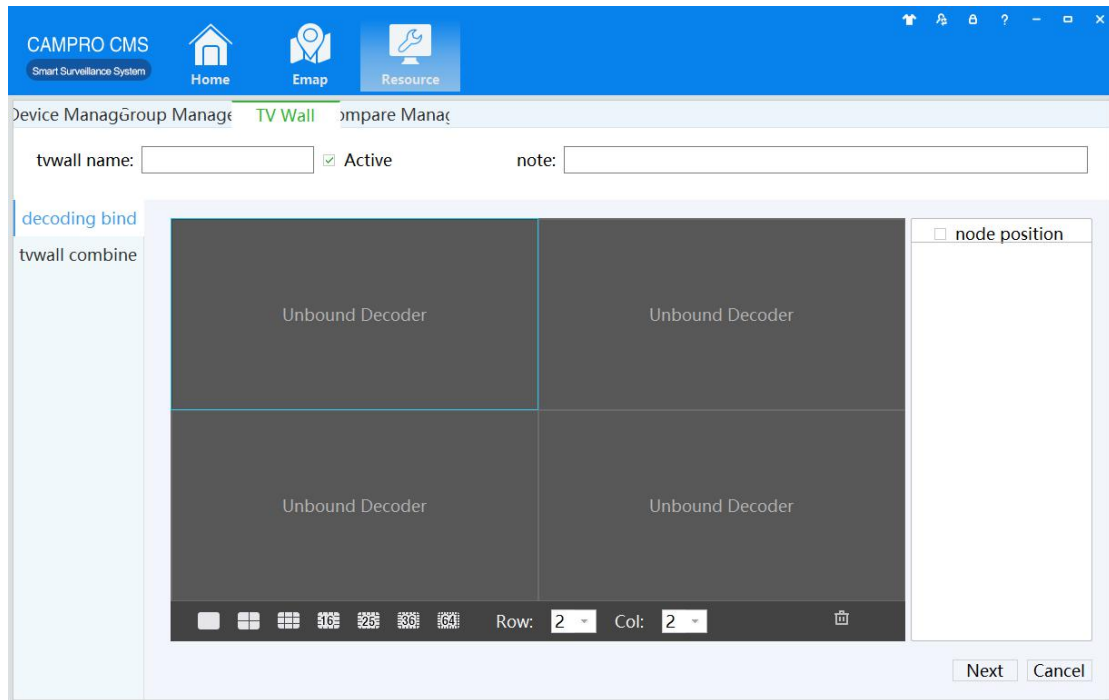 CAMPRO CMS
Smart Surveillance System
Home
Emap
Resource
?
Device Manag Group Manage TV Wall ompare Manag
tvwall name:
Active
note:
decoding bind
tvwall combine
Unbound Decoder
Unbound Decoder
node position
Unbound Decoder
Unbound Decoder
16 25 36 64 Row: 2 Col: 2
Next Cancel